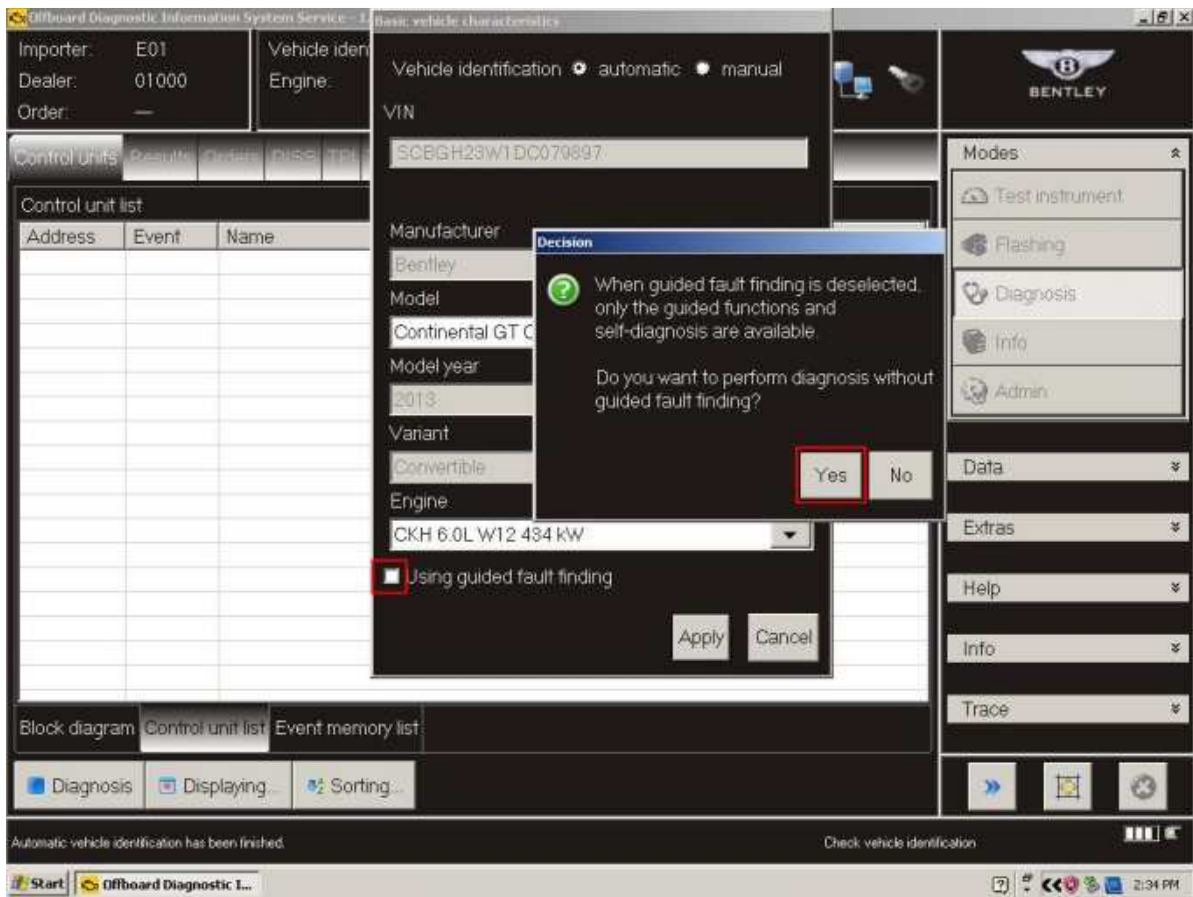 Offboard Diagnostic Information System Service - 1.
Importer: E01
Dealer: 01000
Order: —
Vehicle iden
Engine:
BENTLEY
Control units Results Orders DISS TPI
Control unit list
Address Event Name
Basic vehicle characteristics
Vehicle identification automatic manual
VIN
SCBGH23W1DC079897
Manufacturer
Bentley
Model
Continental GT C
Model year
2013
Variant
Convertible
Engine
CKH 6.0L W12 434 kW
Using guided fault finding
Apply Cancel
Decision
When guided fault finding is deselected,
only the guided functions and
self-diagnosis are available.
Do you want to perform diagnosis without
guided fault finding?
Yes No
Modes
Test instrument
Flashing
Diagnosis
Info
Admin
Data
Extras
Help
Info
Trace
Block diagram Control unit list Event memory list
Diagnosis Displaying... Sorting...
Automatic vehicle identification has been finished. Check vehicle identification
Start Offboard Diagnostic I... 2:34 PM